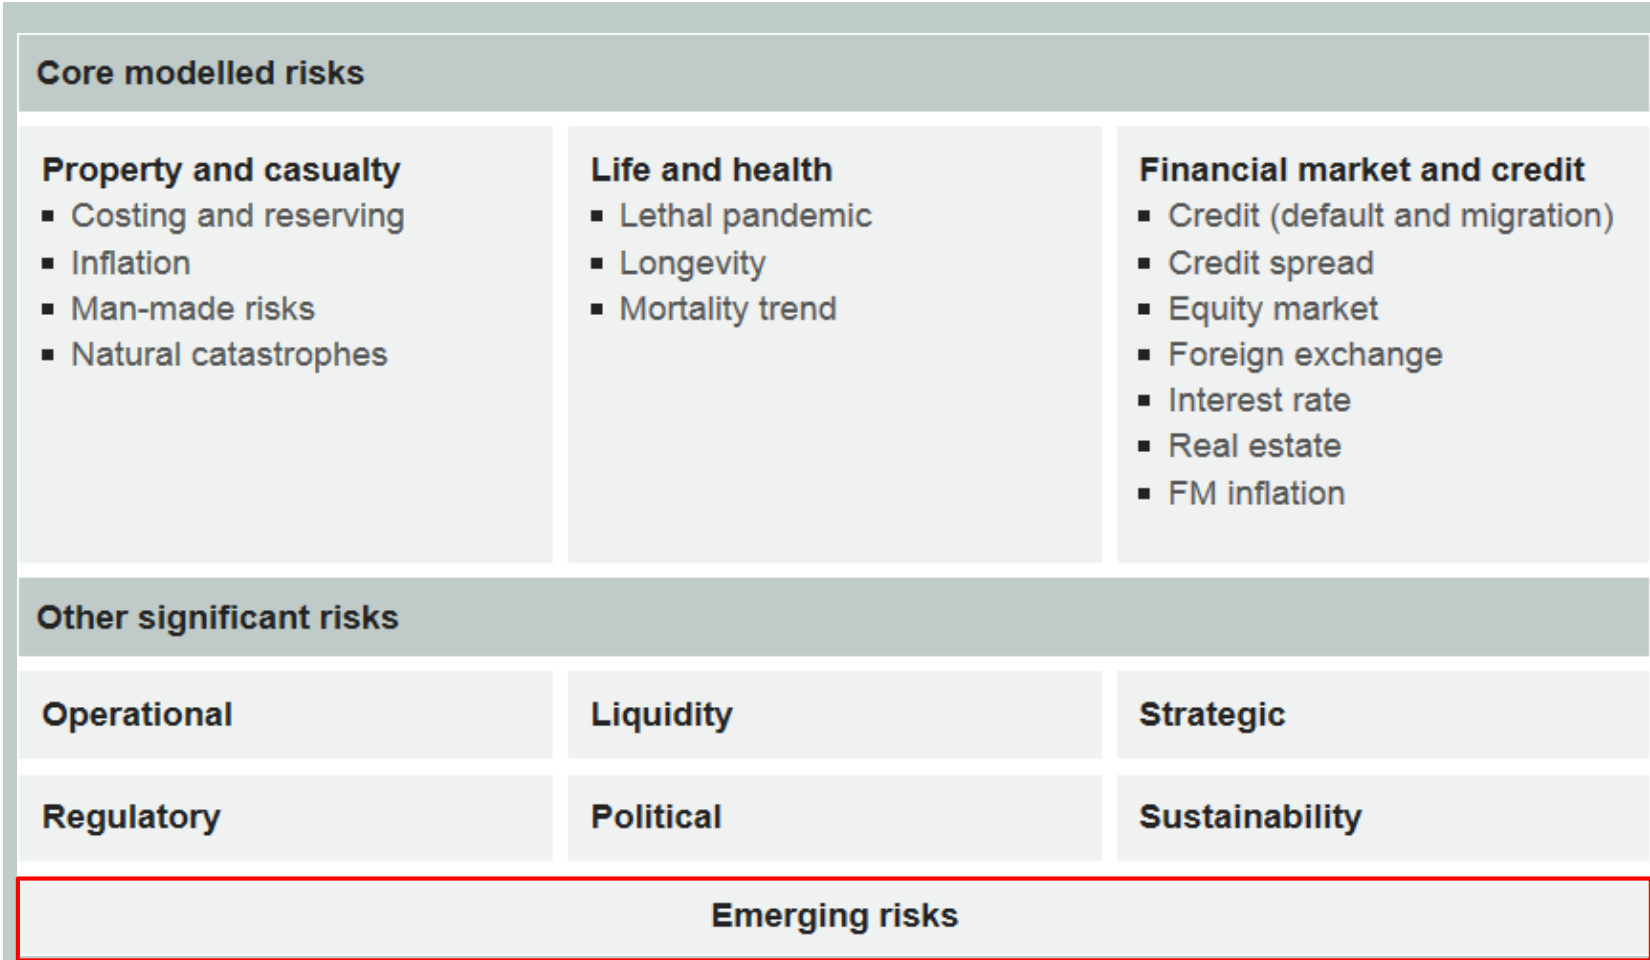 Core modelled risks
Property and casualty
▪ Costing and reserving
▪ Inflation
▪ Man-made risks
▪ Natural catastrophes
Life and health
▪ Lethal pandemic
▪ Longevity
▪ Mortality trend
Financial market and credit
▪ Credit (default and migration)
▪ Credit spread
▪ Equity market
▪ Foreign exchange
▪ Interest rate
▪ Real estate
▪ FM inflation
Other significant risks
Operational
Liquidity
Strategic
Regulatory
Political
Sustainability
Emerging risks